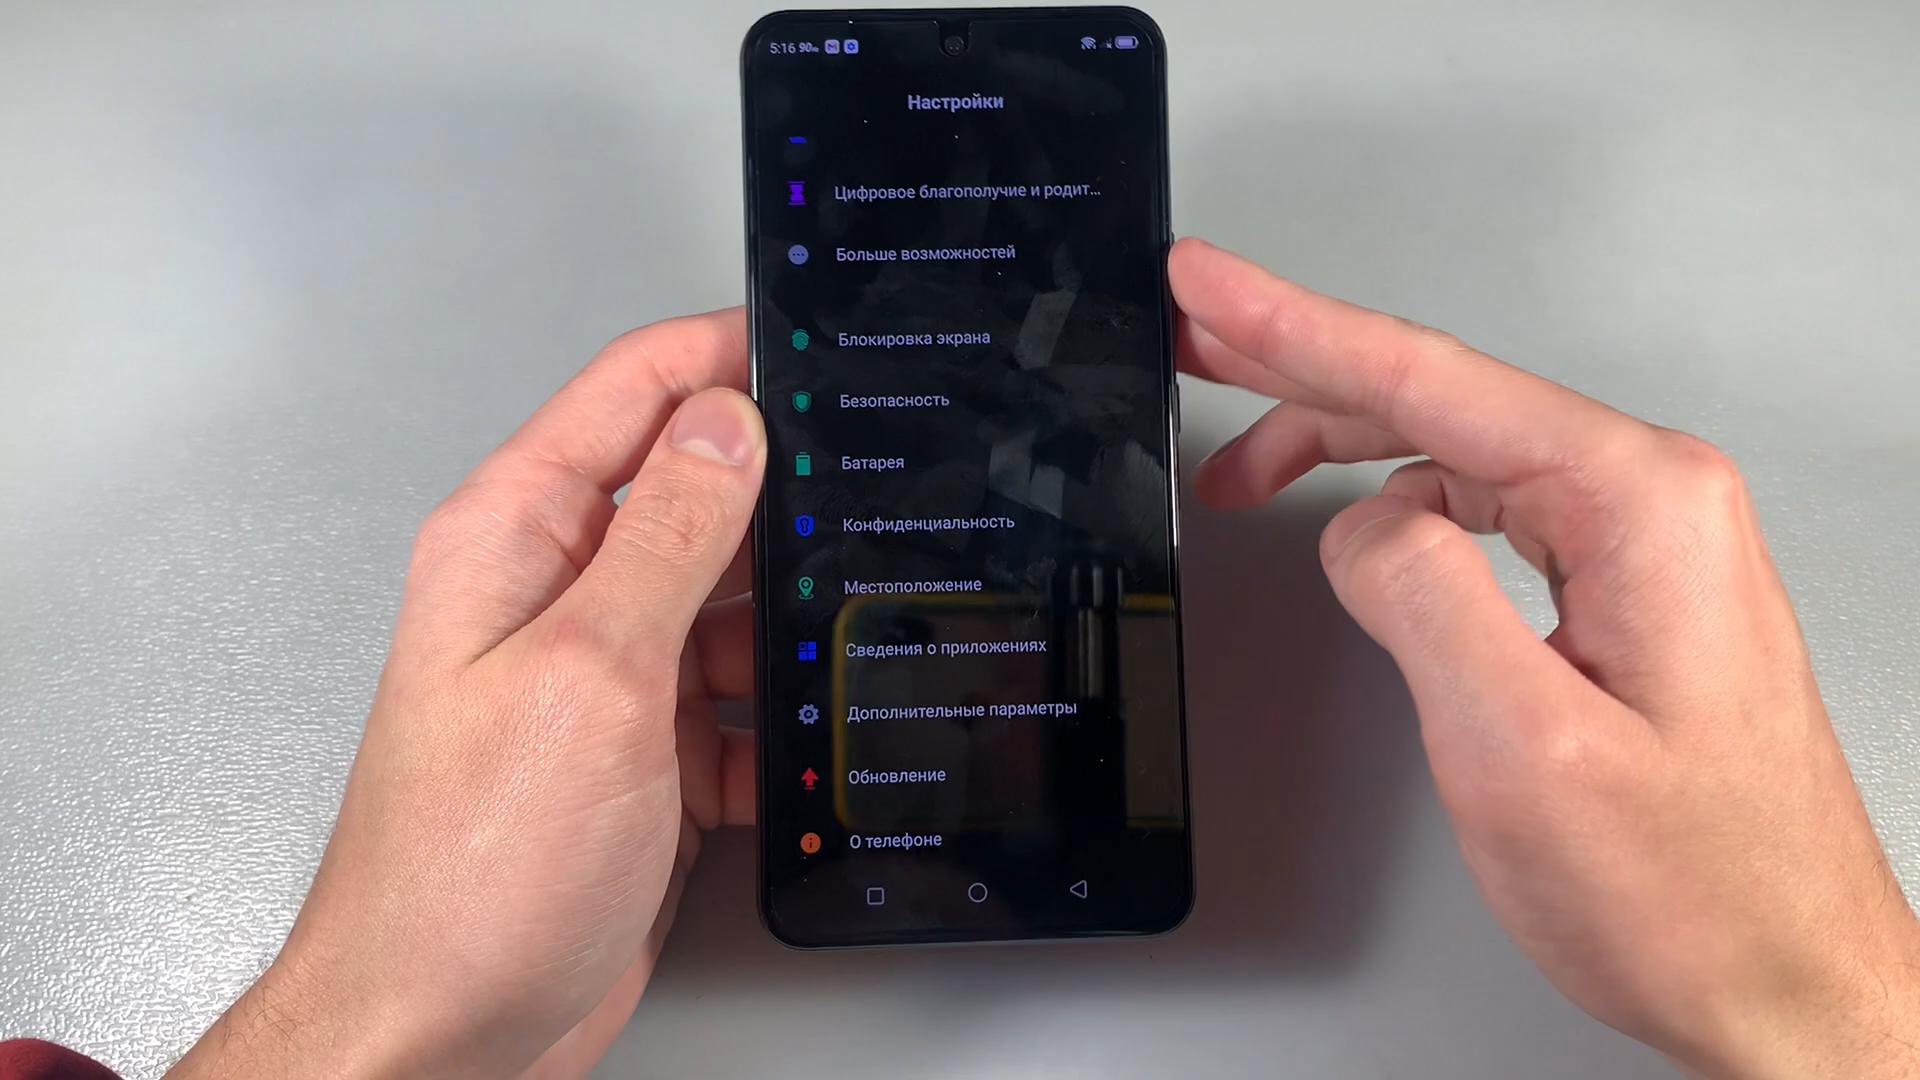 5:16 90Hz
Настройки
Цифровое благополучие и родит...
Больше возможностей
Блокировка экрана
Безопасность
Батарея
Конфиденциальность
Местоположение
Сведения о приложениях
Дополнительные параметры
Обновление
О телефоне